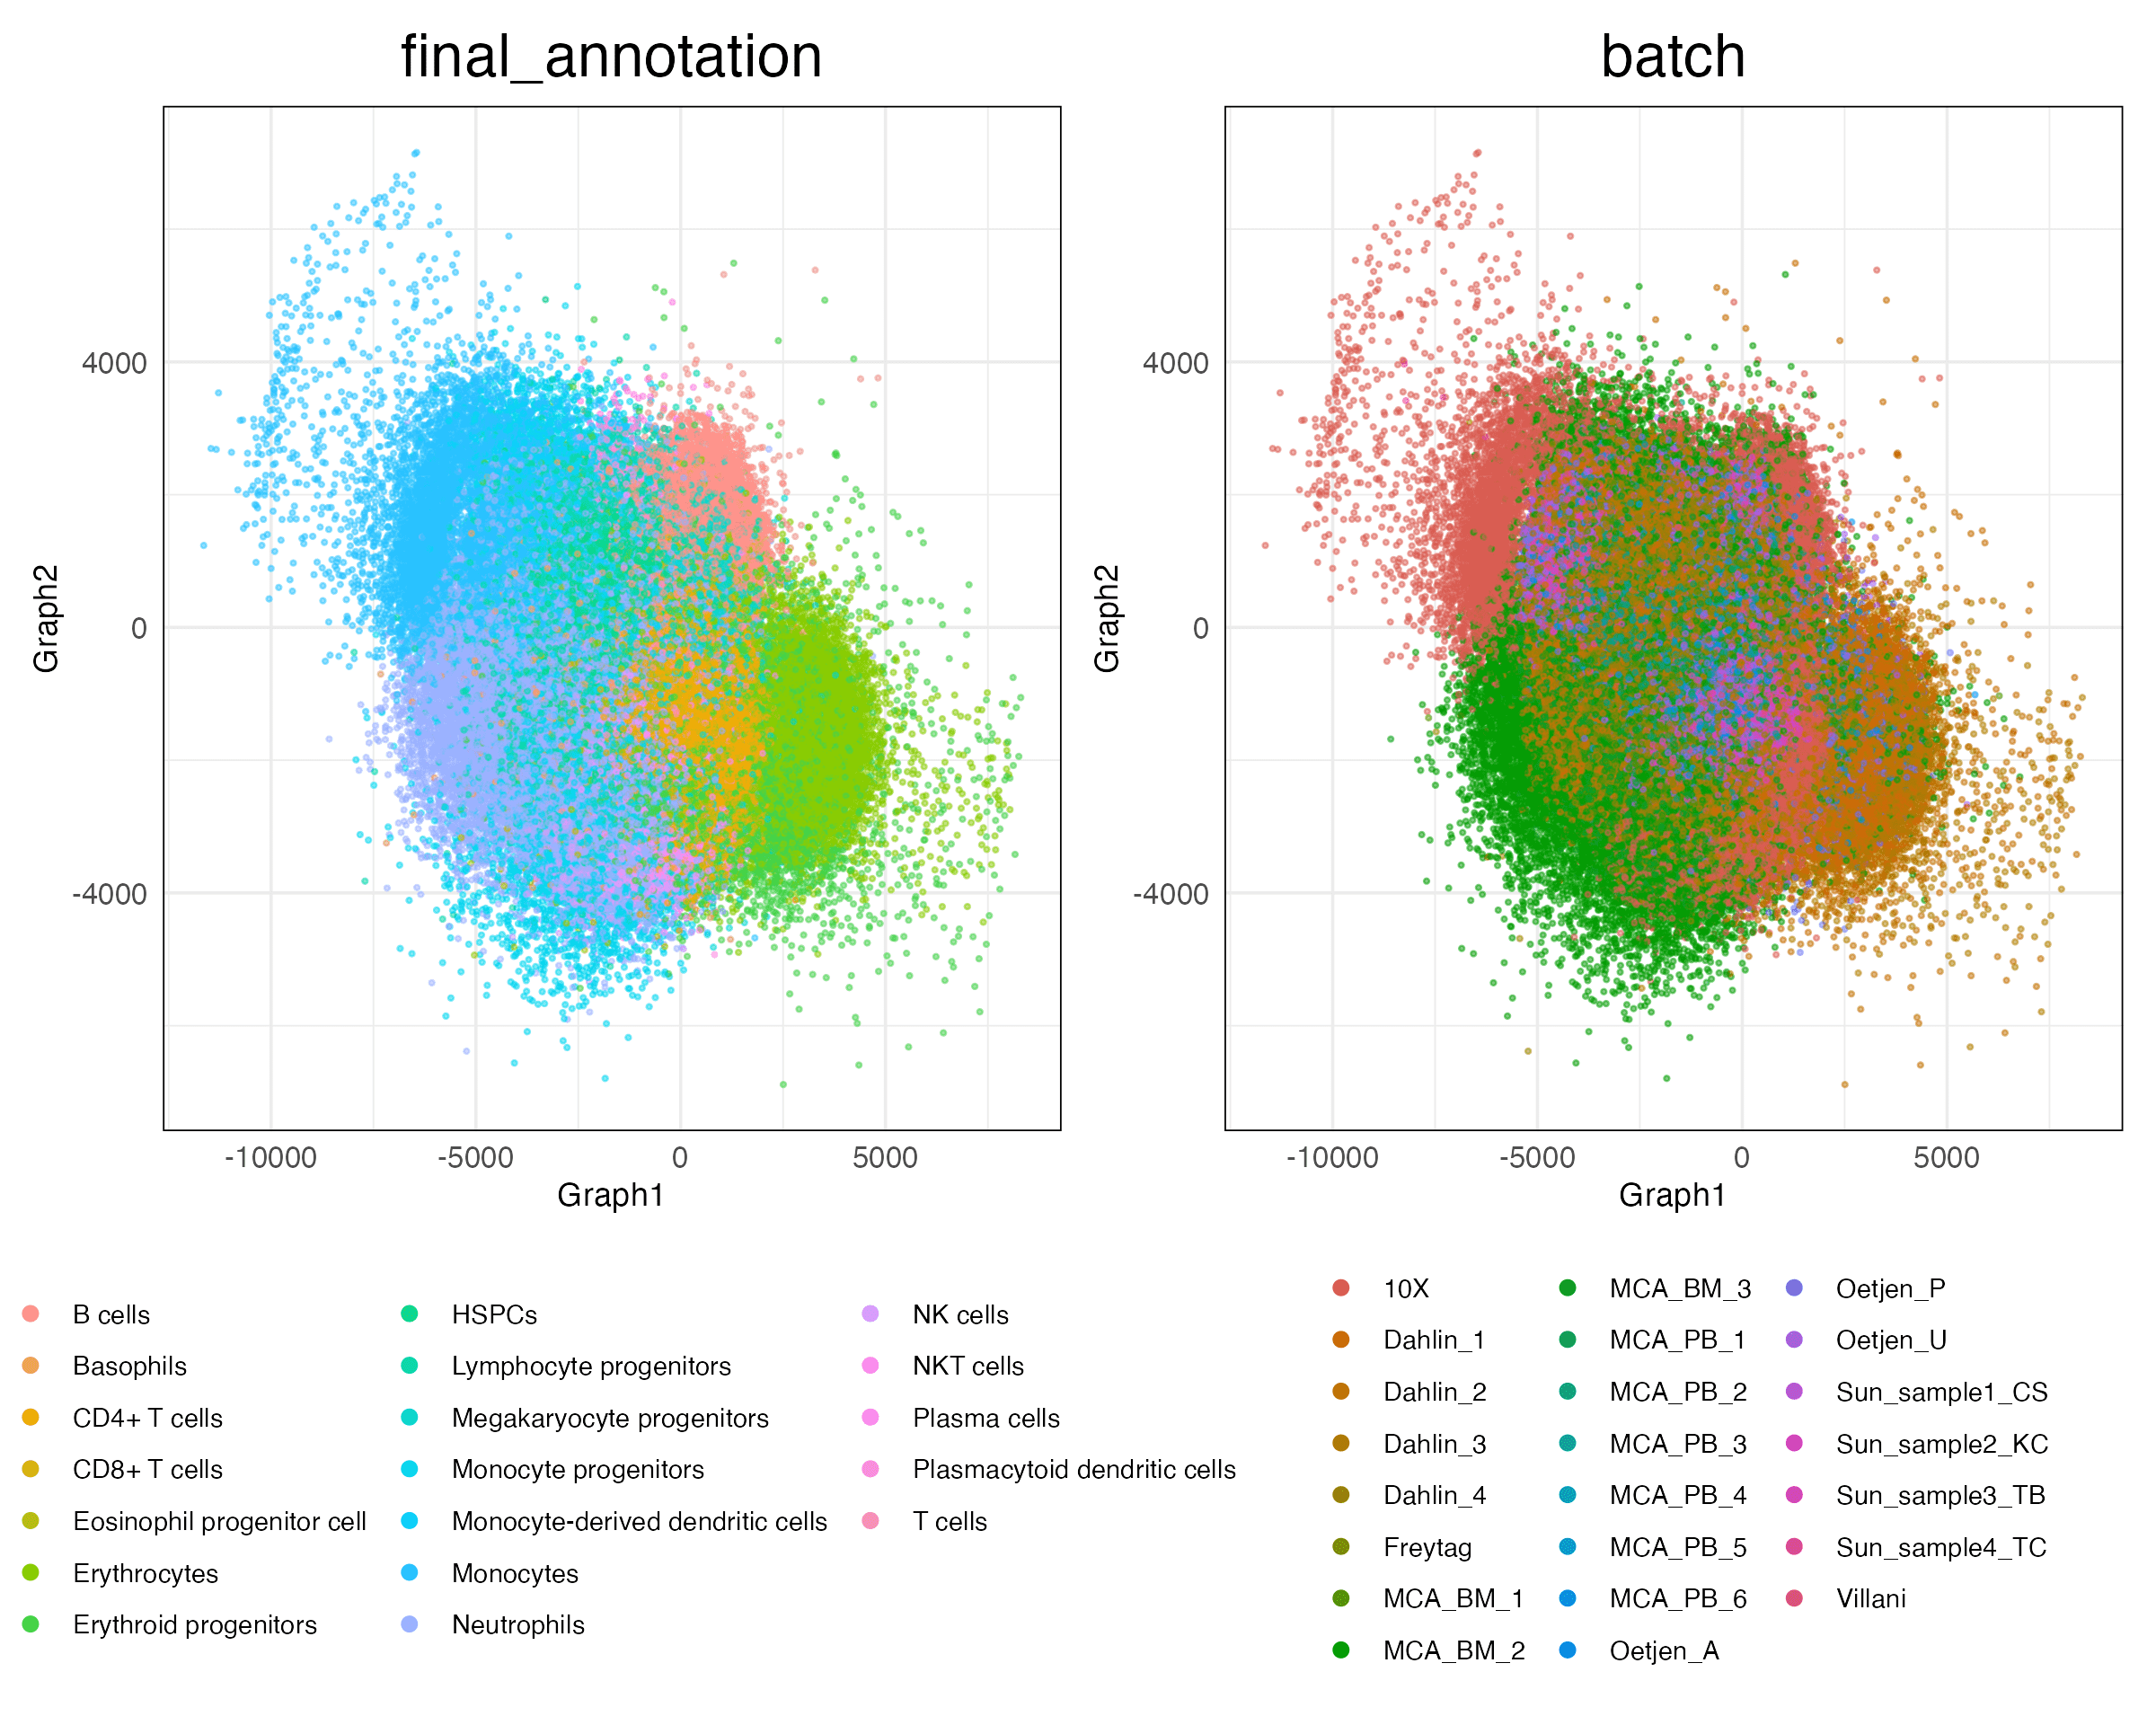 final_annotation
batch
Graph2
4000
0
-4000
-10000
-5000
0
5000
Graph1
Graph2
4000
0
-4000
-10000
-5000
0
5000
Graph1
B cells
Basophils
CD4+ T cells
CD8+ T cells
Eosinophil progenitor cell
Erythrocytes
Erythroid progenitors
HSPCs
Lymphocyte progenitors
Megakaryocyte progenitors
Monocyte progenitors
Monocyte-derived dendritic cells
Monocytes
Neutrophils
NK cells
NKT cells
Plasma cells
Plasmacytoid dendritic cells
T cells
10X
Dahlin_1
Dahlin_2
Dahlin_3
Dahlin_4
Freytag
MCA_BM_1
MCA_BM_2
MCA_BM_3
MCA_PB_1
MCA_PB_2
MCA_PB_3
MCA_PB_4
MCA_PB_5
MCA_PB_6
Oetjen_A
Oetjen_P
Oetjen_U
Sun_sample1_CS
Sun_sample2_KC
Sun_sample3_TB
Sun_sample4_TC
Villani